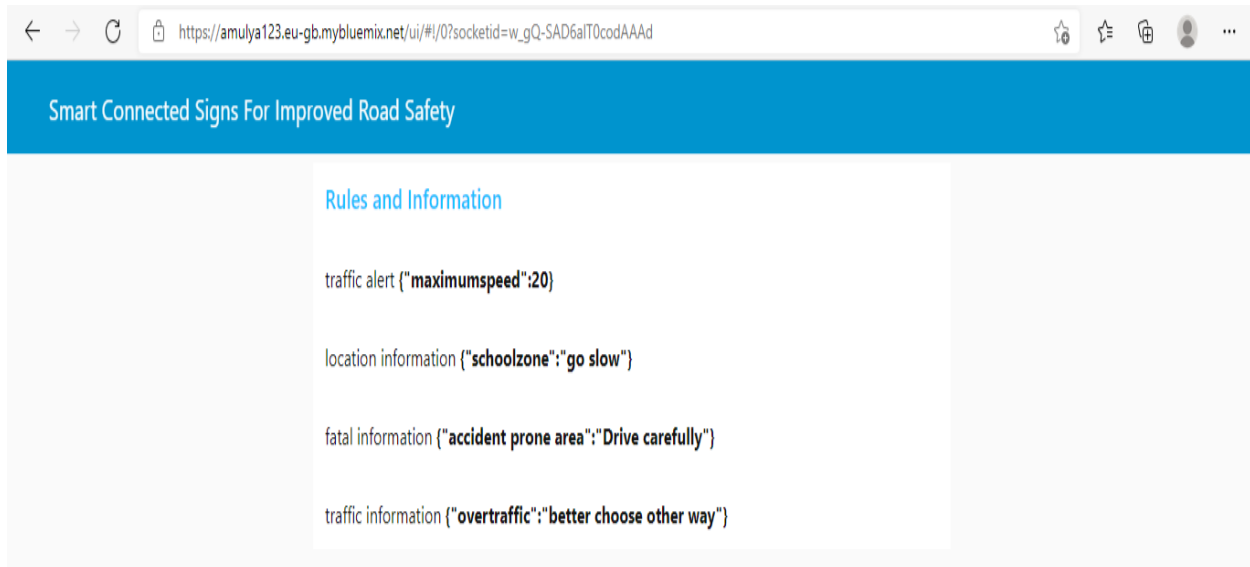 https://amulya123.eu-gb.mybluemix.net/ui/#!/0?socketid=w_gQ-SAD6alT0codAAAd
Smart Connected Signs For Improved Road Safety
Rules and Information
traffic alert {"maximumspeed":20}
location information {"schoolzone":"go slow"}
fatal information {"accident prone area":"Drive carefully"}
traffic information {"overtraffic":"better choose other way"}